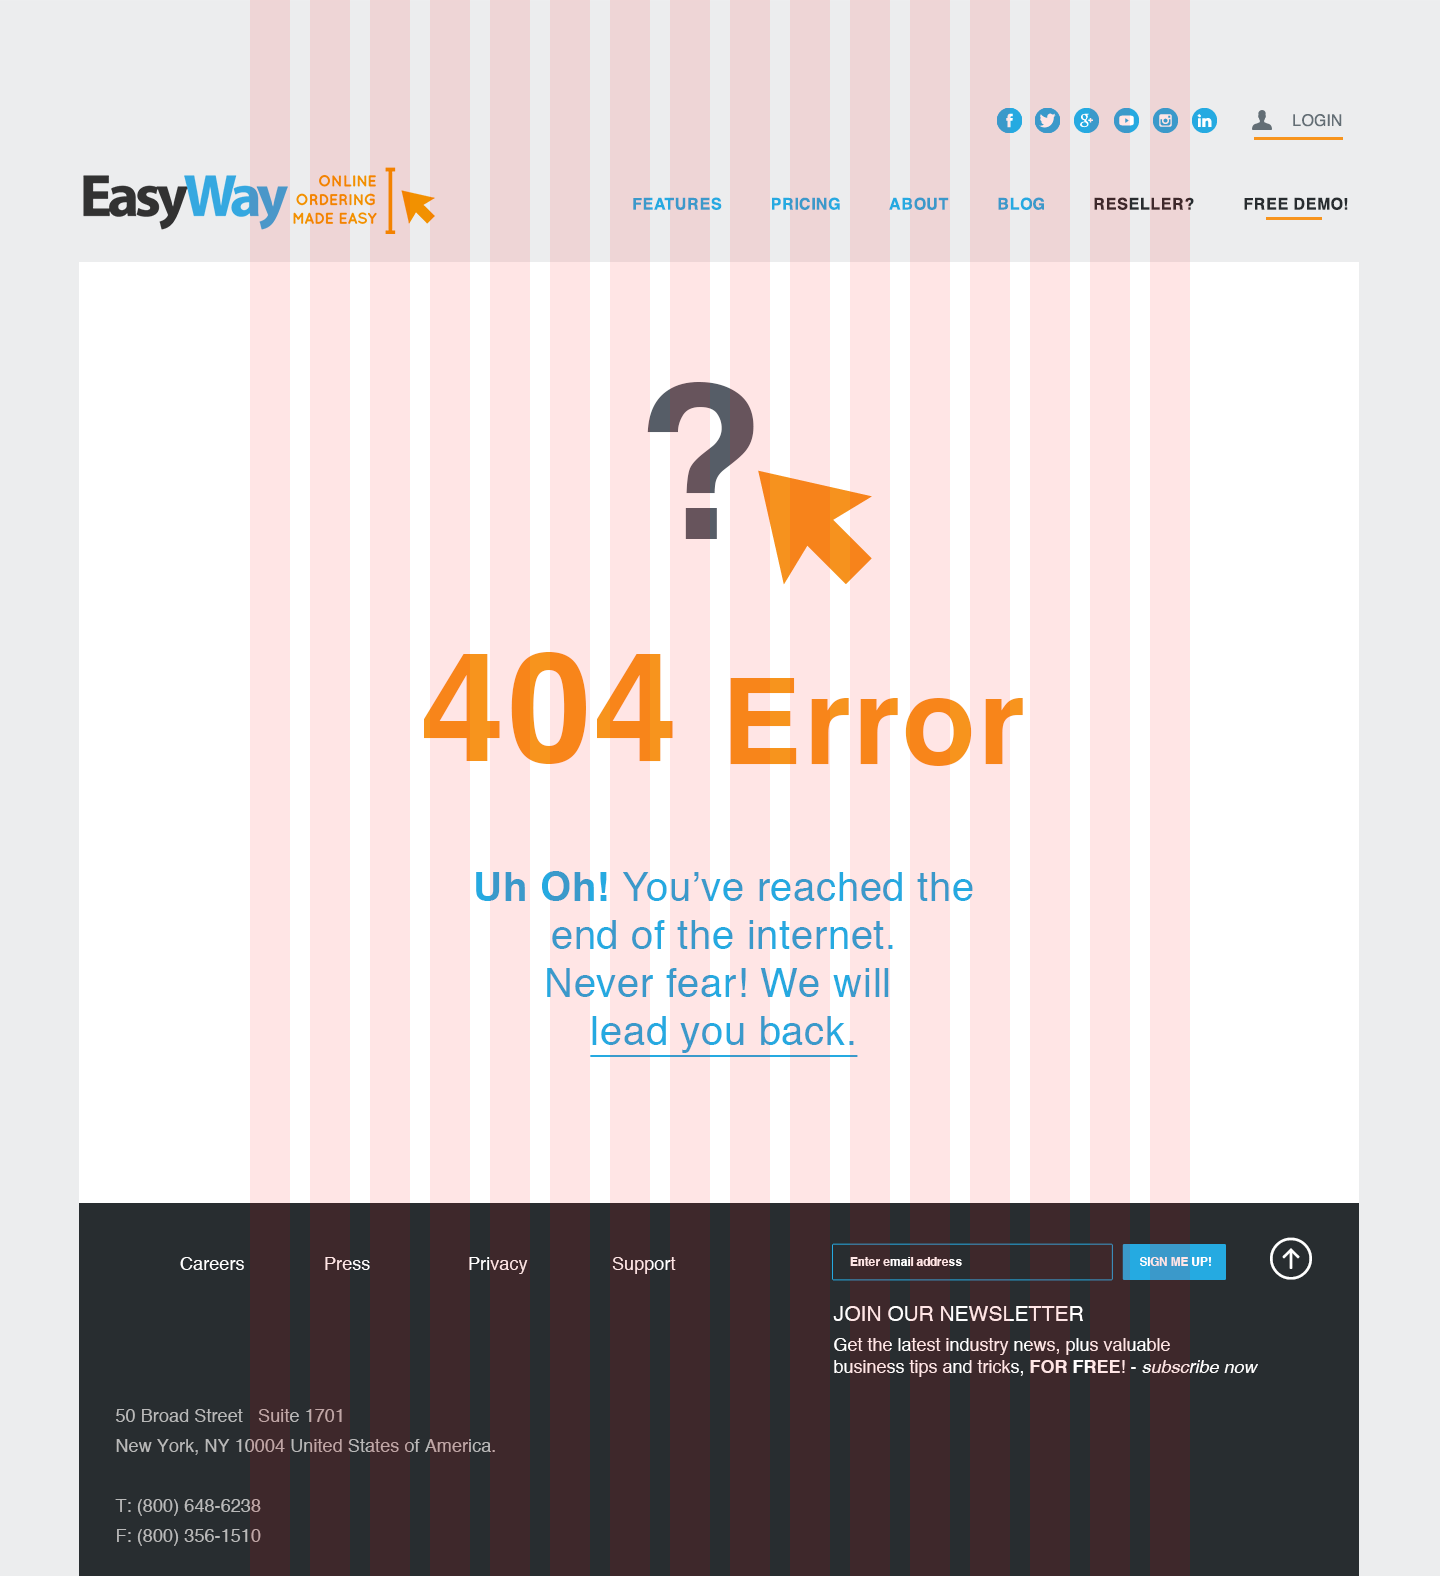 LOGIN
EasyWay
ONLINE
ORDERING
MADE EASY
FEATURES PRICING ABOUT BLOG RESELLER? FREE DEMO!
?
404 Error
Uh Oh! You’ve reached the
end of the internet.
Never fear! We will
lead you back.
Careers Press Privacy Support
Enter email address SIGN ME UP!
JOIN OUR NEWSLETTER
Get the latest industry news, plus valuable
business tips and tricks, FOR FREE! - subscribe now
50 Broad Street Suite 1701
New York, NY 10004 United States of America.
T: (800) 648-6238
F: (800) 356-1510